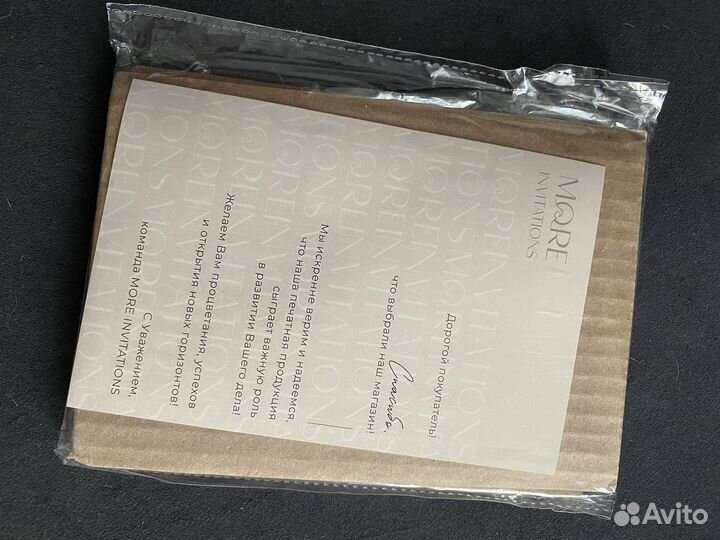 MORE
INVITATIONS
Дорогой покупатель!
Спасибо,
что выбрали наш магазин!
Мы искренне верим и надеемся,
что наша печатная продукция
сыграет важную роль
в развитии Вашего дела!
Желаем Вам процветания, успехов
и открытия новых горизонтов!
С Уважением,
команда MORE INVITATIONS
Avito